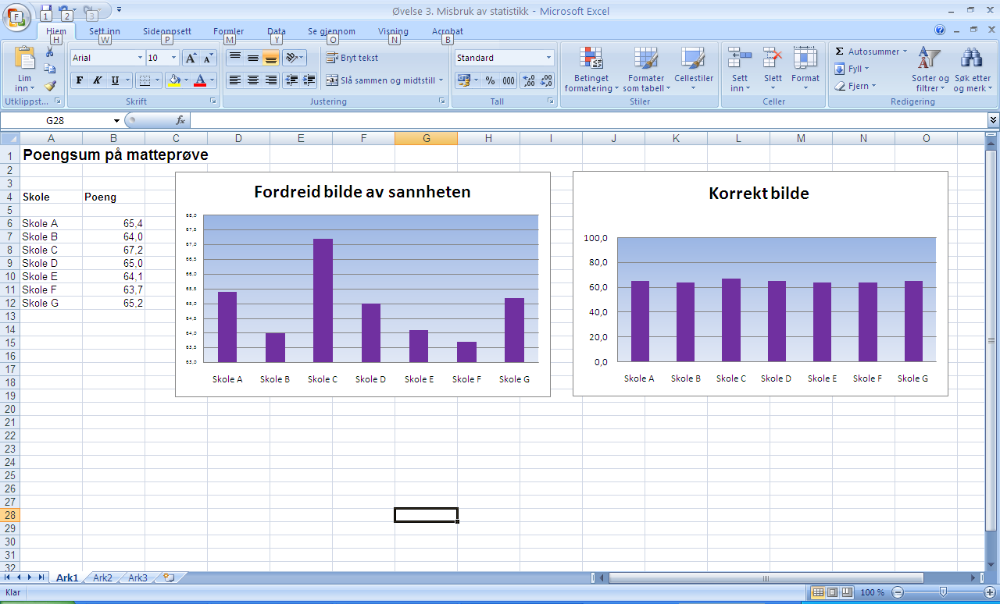 Øvelse 3. Misbruk av statistikk - Microsoft Excel
F 1 2 3
Hjem Sett inn Sideoppsett Formler Data Se gjennom Visning Acrobat
H W P M Y O N B
Lim inn
Utklippst...
Arial 10
F K U
Skrift
Bryt tekst
Slå sammen og midtstill
Justering
Standard
% 000
Tall
Betinget formatering Formater som tabell Cellestiler
Stiler
Sett inn Slett Format
Celler
Autosummer
Fyll
Fjern
Sorter og filtrer Søk etter og merk
Redigering
G28 fx
A B C D E F G H I J K L M N O
1 Poengsum på matteprøve
2
3
4 Skole Poeng
5
6 Skole A 65,4
7 Skole B 64,0
8 Skole C 67,2
9 Skole D 65,0
10 Skole E 64,1
11 Skole F 63,7
12 Skole G 65,2
13
14
15
16
17
18
19
20
21
22
23
24
25
26
27
28
29
30
31
32
Fordreid bilde av sannheten
68,0
67,5
67,0
66,5
66,0
65,5
65,0
64,5
64,0
63,5
63,0
Skole A Skole B Skole C Skole D Skole E Skole F Skole G
Korrekt bilde
100,0
80,0
60,0
40,0
20,0
0,0
Skole A Skole B Skole C Skole D Skole E Skole F Skole G
Ark1 Ark2 Ark3
Klar 100 %